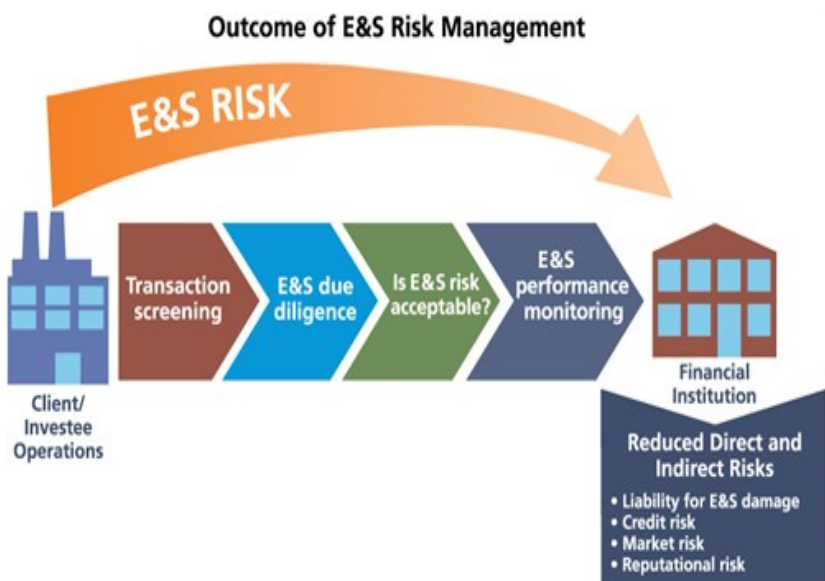 Outcome of E&S Risk Management
E&S RISK
Transaction
screening
E&S due
diligence
Is E&S risk
acceptable?
E&S
performance
monitoring
Client/
Investee
Operations
Financial
Institution
Reduced Direct and
Indirect Risks
• Liability for E&S damage
• Credit risk
• Market risk
• Reputational risk